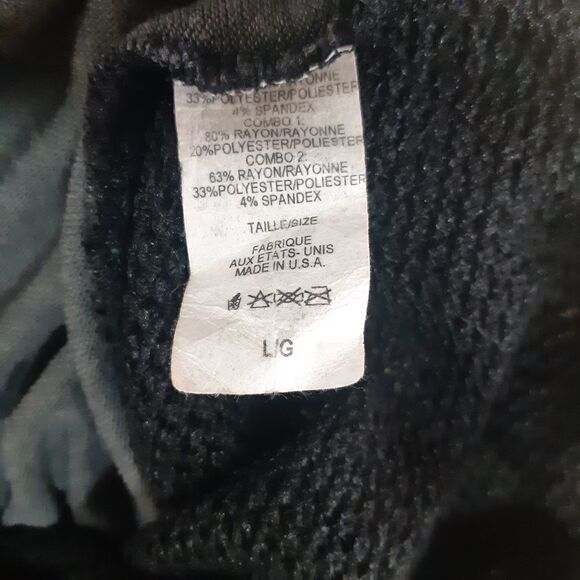 33%POLYESTER/POLIESTER
4% SPANDEX
COMBO 1:
80% RAYON/RAYONNE
20%POLYESTER/POLIESTER
COMBO 2:
63% RAYON/RAYONNE
33%POLYESTER/POLIESTER
4% SPANDEX
TAILLE/SIZE
FABRIQUE
AUX ETATS- UNIS
MADE IN U.S.A.
L/G